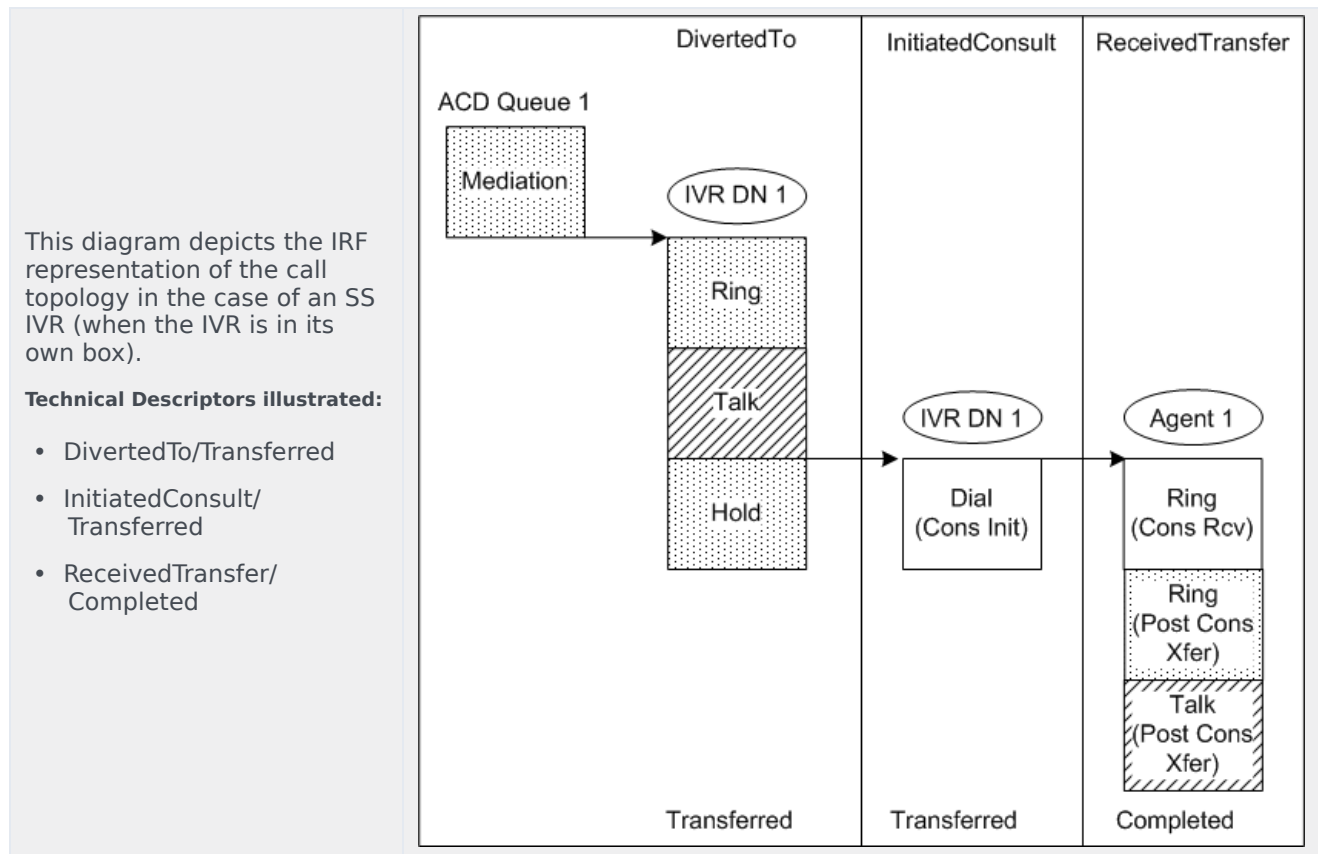 This diagram depicts the IRF
representation of the call
topology in the case of an SS
IVR (when the IVR is in its
own box).
Technical Descriptors illustrated:
• DivertedTo/Transferred
• InitiatedConsult/
Transferred
• ReceivedTransfer/
Completed
DivertedTo
InitiatedConsult
ReceivedTransfer
ACD Queue 1
Mediation
IVR DN 1
Ring
Talk
Hold
IVR DN 1
Dial
(Cons Init)
Agent 1
Ring
(Cons Rcv)
Ring
(Post Cons
Xfer)
Talk
(Post Cons
Xfer)
Transferred
Transferred
Completed